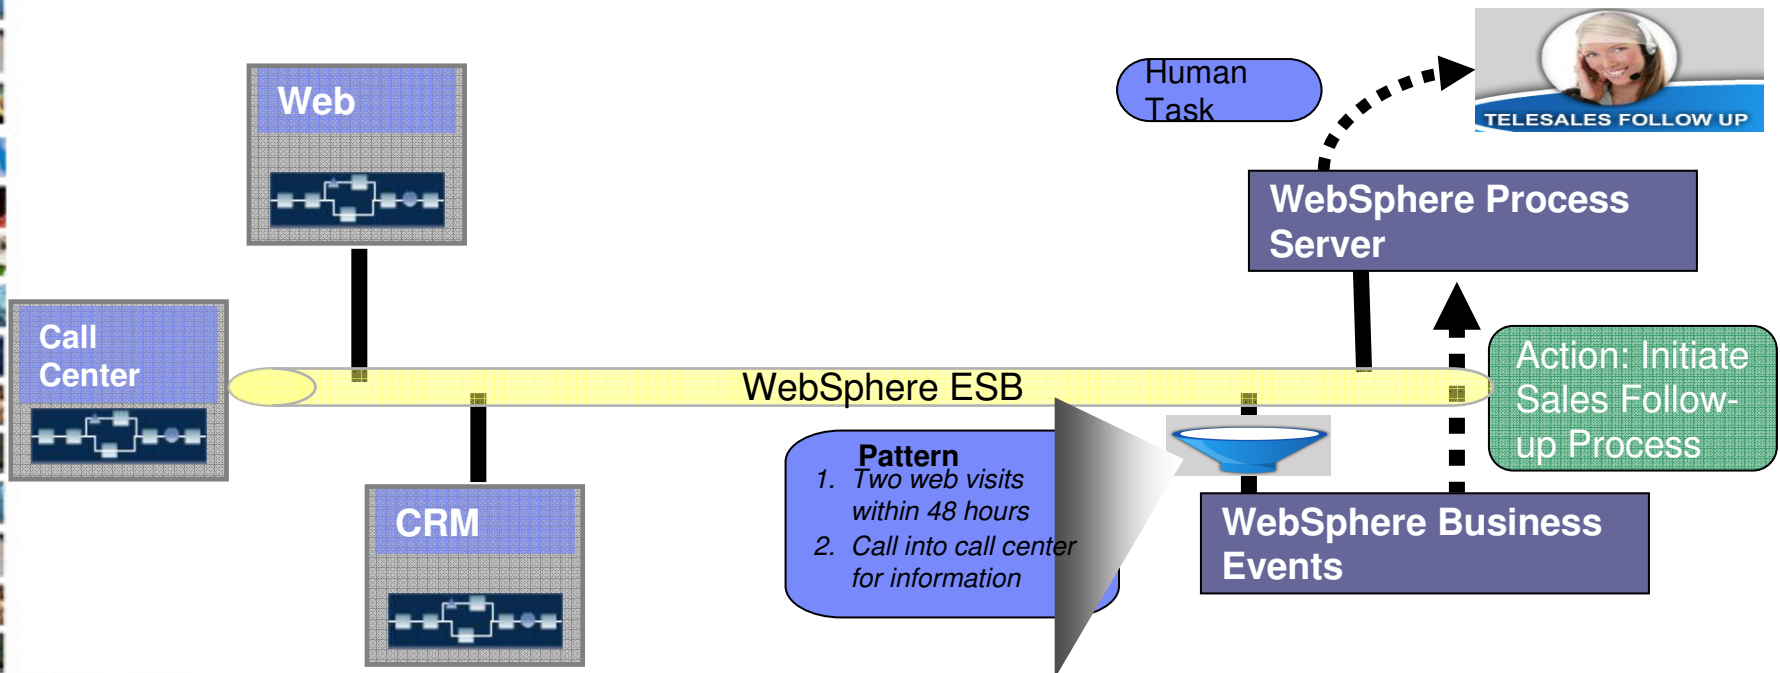 Web
Human
Task
TELESALES FOLLOW UP
WebSphere Process
Server
Call
Center
WebSphere ESB
Action: Initiate
Sales Follow-
up Process
Pattern
1. Two web visits
within 48 hours
2. Call into call center
for information
CRM
WebSphere Business
Events